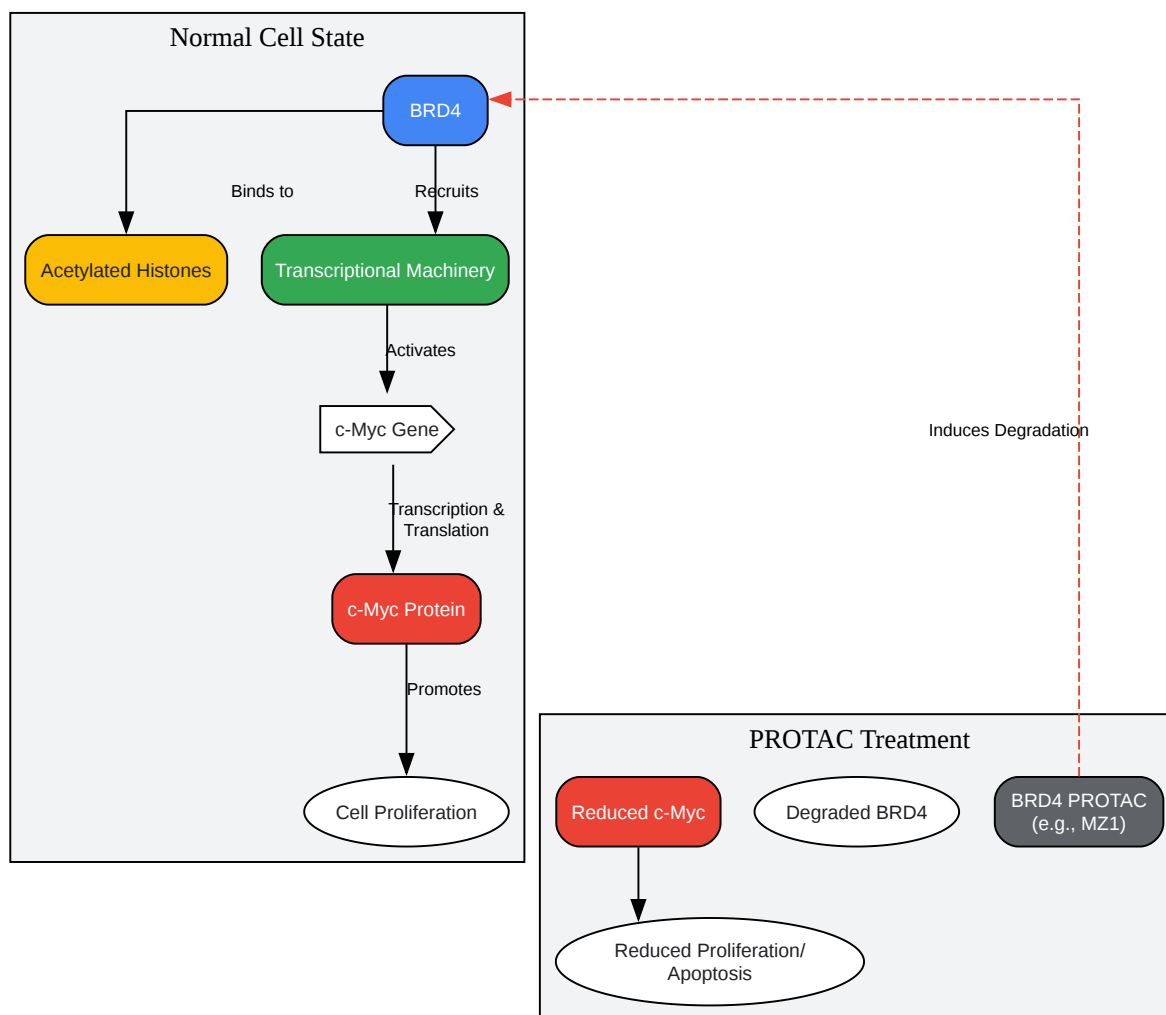 Normal Cell State
BRD4
Binds to
Recruits
Acetylated Histones
Transcriptional Machinery
Activates
c-Myc Gene
Induces Degradation
Transcription &
Translation
c-Myc Protein
Promotes
Cell Proliferation
PROTAC Treatment
Reduced c-Myc
Degraded BRD4
BRD4 PROTAC
(e.g., MZ1)
Reduced Proliferation/
Apoptosis